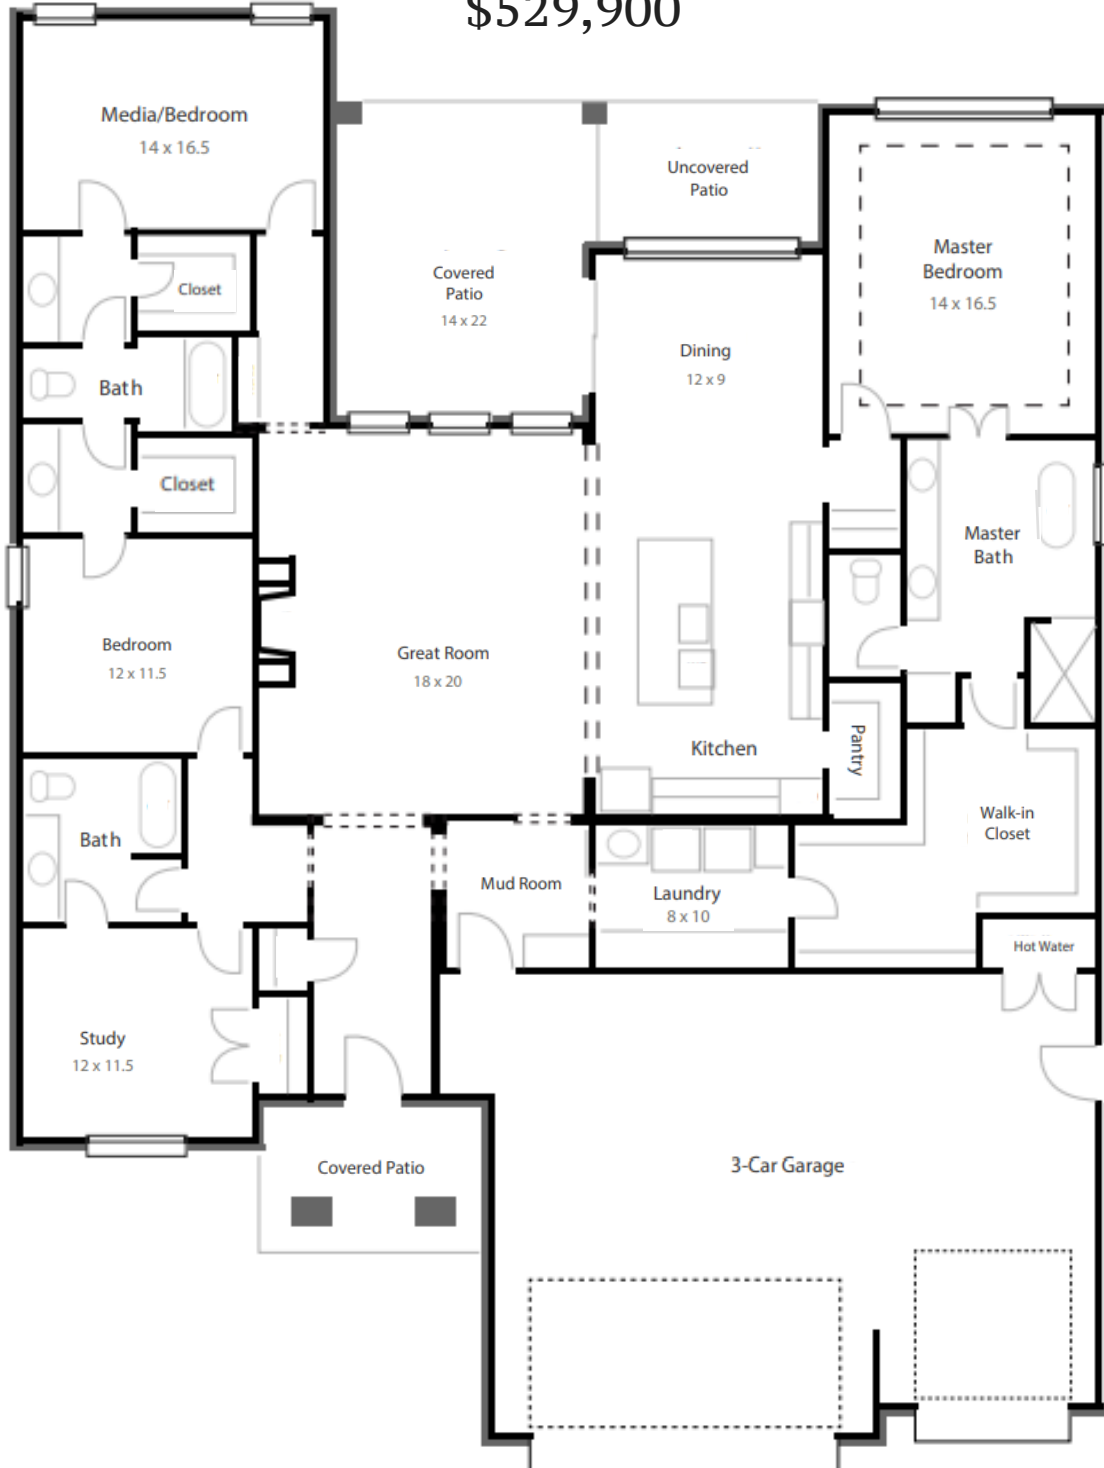 $529,900
Media/Bedroom
14 x 16.5
Uncovered
Patio
Master
Bedroom
14 x 16.5
Closet
Covered
Patio
14 x 22
Dining
12 x 9
Bath
Closet
Master
Bath
Bedroom
12 x 11.5
Great Room
18 x 20
Kitchen
Pantry
Bath
Walk-in
Closet
Mud Room
Laundry
8 x 10
Hot Water
Study
12 x 11.5
Covered Patio
3-Car Garage